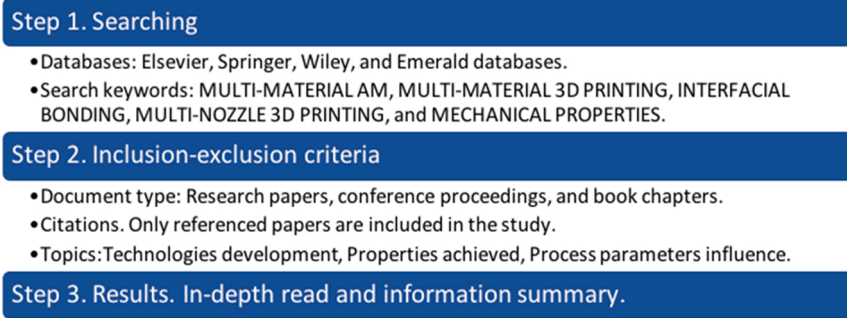 Step 1. Searching
•Databases: Elsevier, Springer, Wiley, and Emerald databases.
•Search keywords: MULTI-MATERIAL AM, MULTI-MATERIAL 3D PRINTING, INTERFACIAL
BONDING, MULTI-NOZZLE 3D PRINTING, and MECHANICAL PROPERTIES.
Step 2. Inclusion-exclusion criteria
•Document type: Research papers, conference proceedings, and book chapters.
•Citations. Only referenced papers are included in the study.
•Topics:Technologies development, Properties achieved, Process parameters influence.
Step 3. Results. In-depth read and information summary.